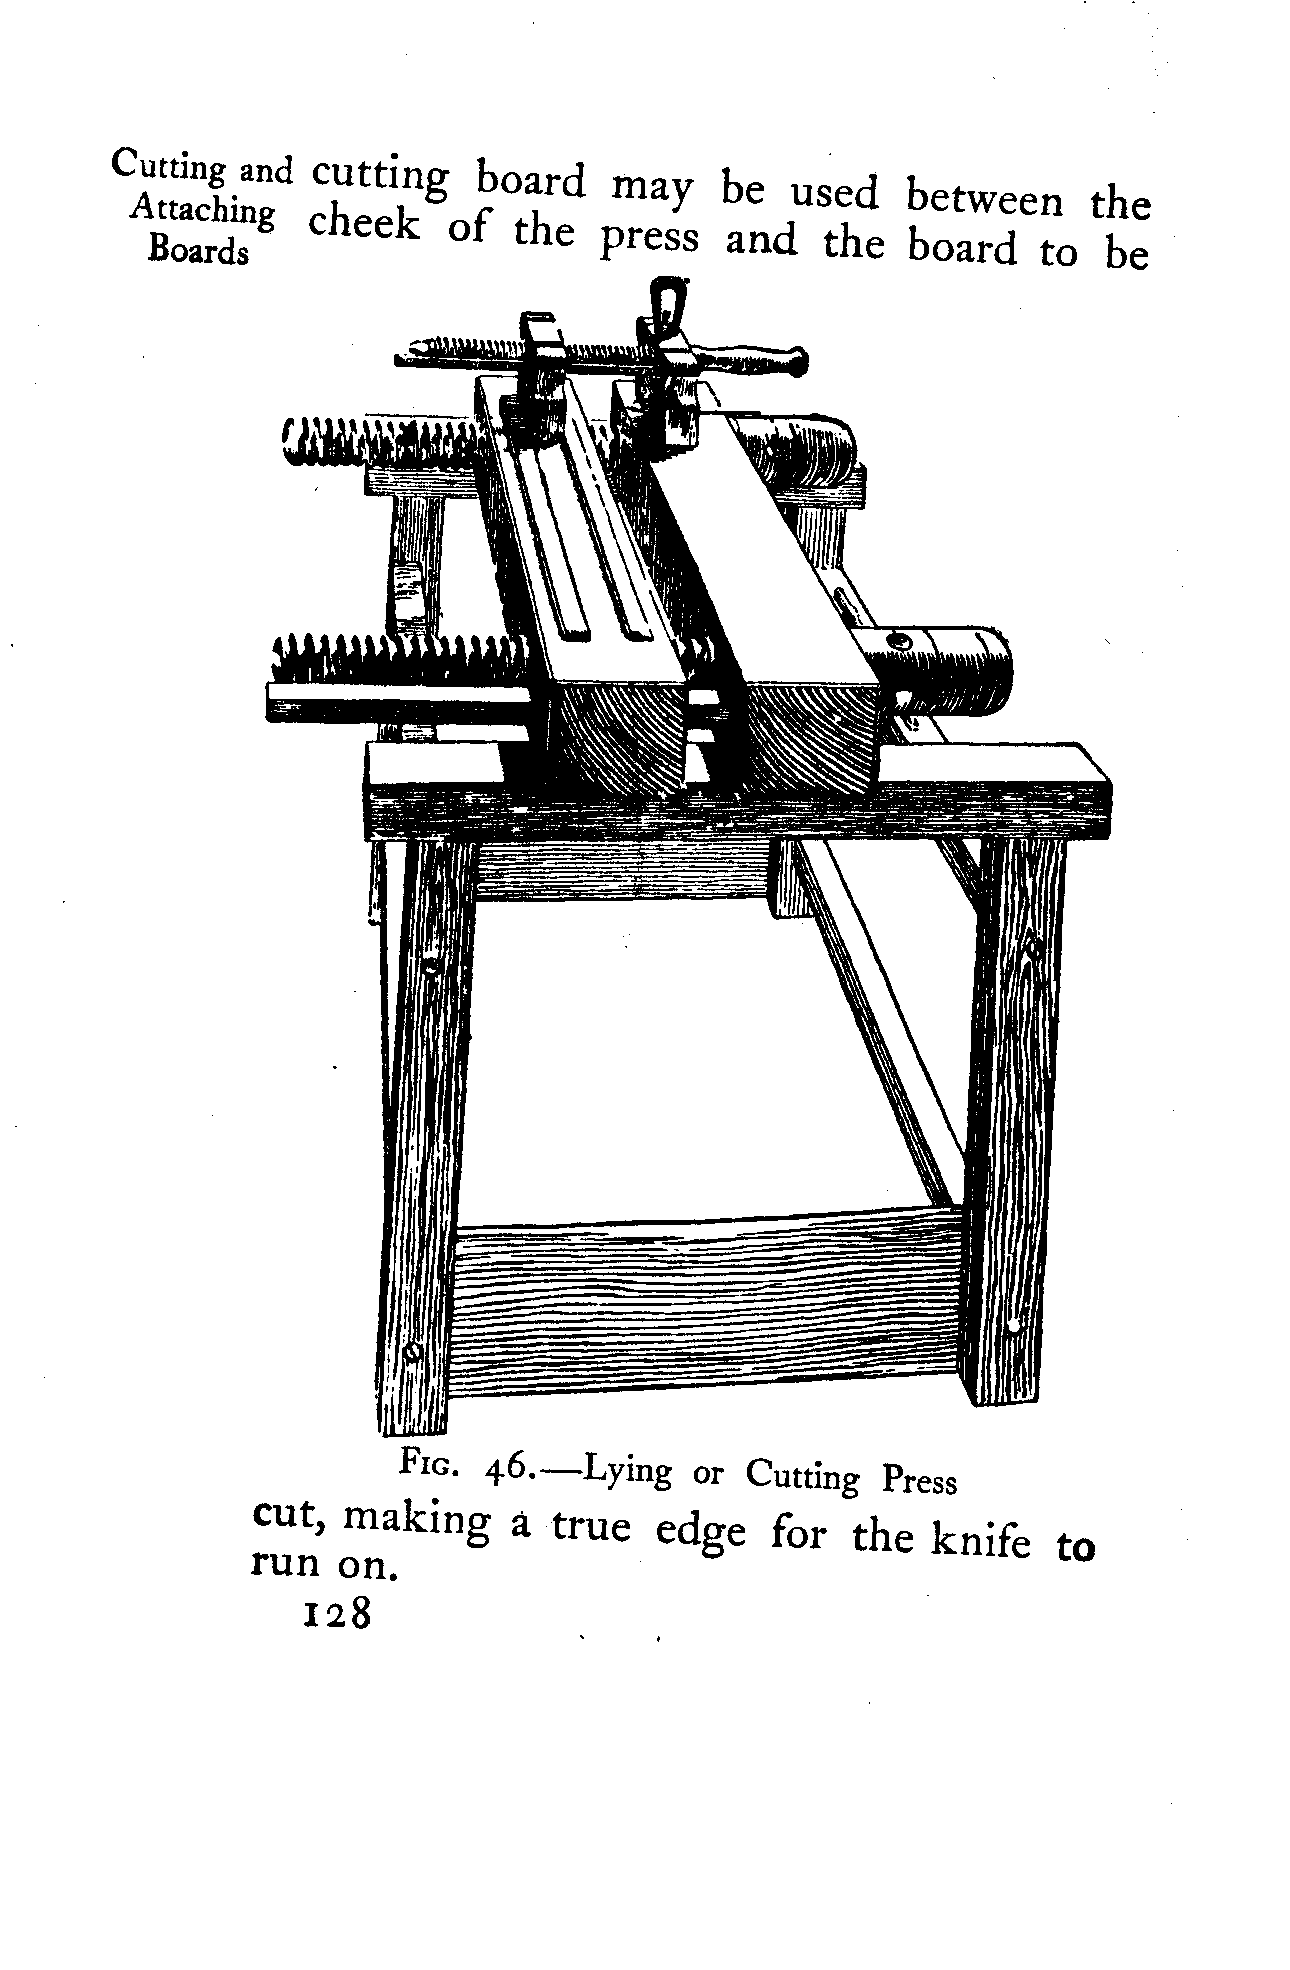 Cutting and
Attaching
Boards
cutting board may be used between the
cheek of the press and the board to be
Fig. 46.—Lying or Cutting Press
cut, making a true edge for the knife to
run on.
128